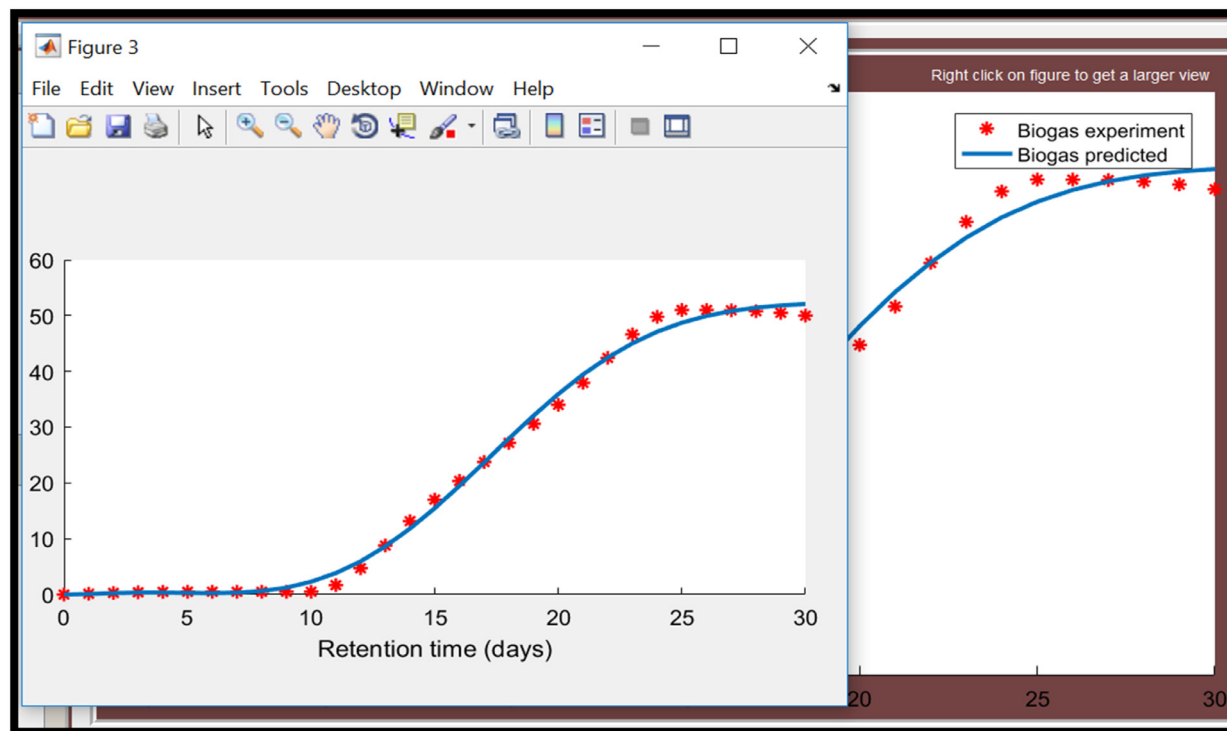 Figure 3
File Edit View Insert Tools Desktop Window Help
Right click on figure to get a larger view
Biogas experiment
Biogas predicted
60
50
40
30
20
10
0
0 5 10 15 20 25 30
Retention time (days)
20 25 30